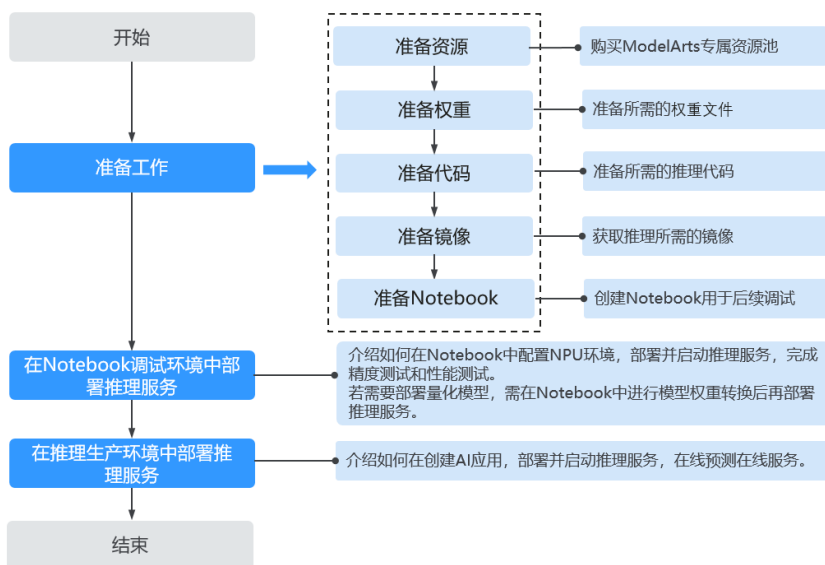 开始
准备工作
准备资源
购买ModelArts专属资源池
准备权重
准备所需的权重文件
准备代码
准备所需的推理代码
准备镜像
获取推理所需的镜像
准备Notebook
创建Notebook用于后续调试
在Notebook调试环境中部
署推理服务
介绍如何在Notebook中配置NPU环境，部署并启动推理服务，完成
精度测试和性能测试。
若需要部署量化模型，需在Notebook中进行模型权重转换后再部署
推理服务。
在推理生产环境中部署推
理服务
介绍如何在创建AI应用，部署并启动推理服务，在线预测在线服务。
结束